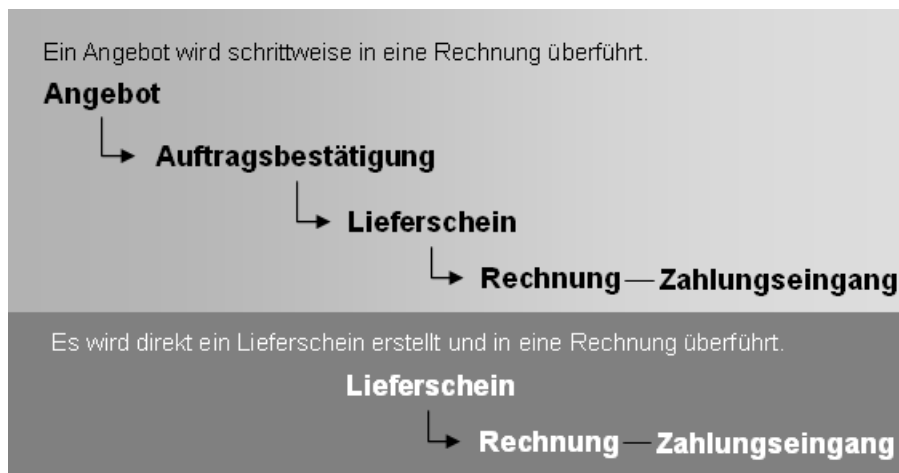 Ein Angebot wird schrittweise in eine Rechnung überführt.
Angebot
Auftragsbestätigung
Lieferschein
Rechnung — Zahlungseingang
Es wird direkt ein Lieferschein erstellt und in eine Rechnung überführt.
Lieferschein
Rechnung — Zahlungseingang